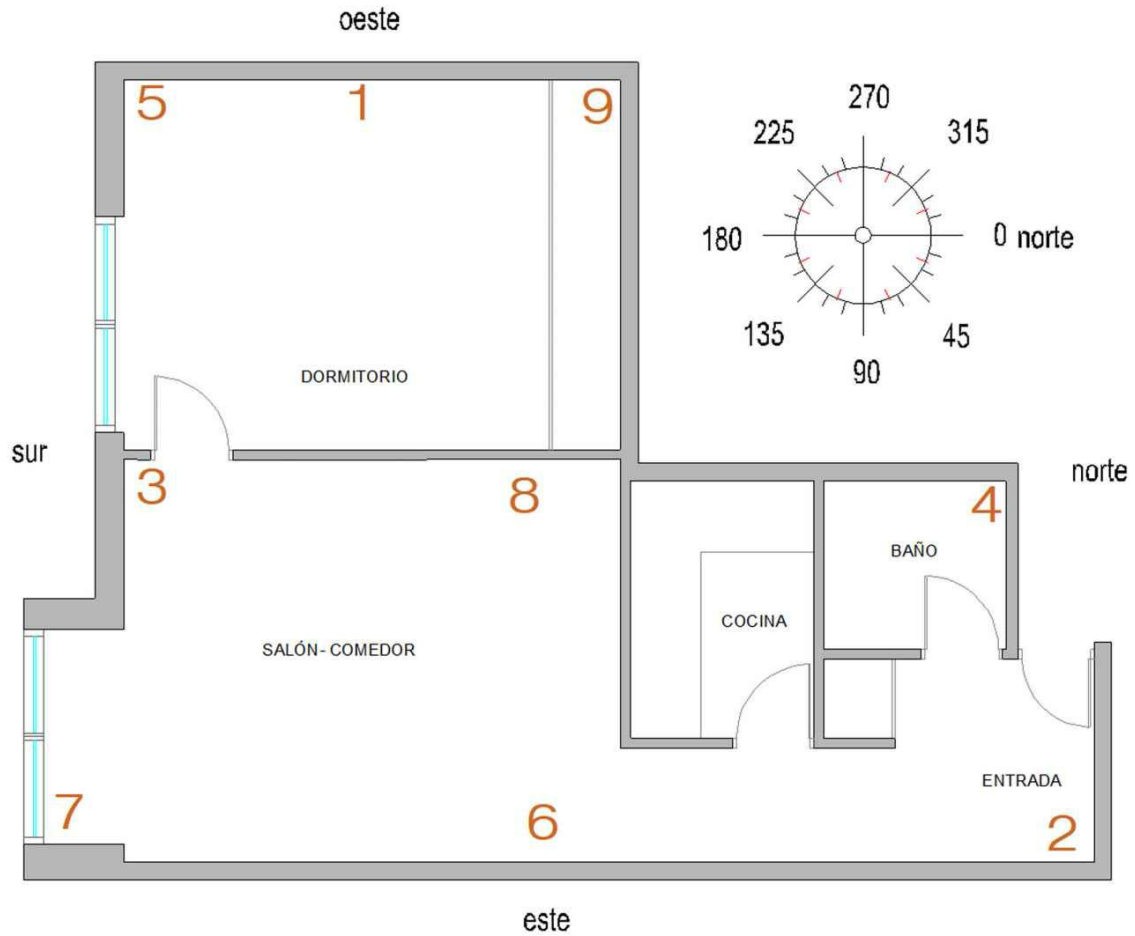 oeste
5
1
9
270
225
315
180
0 norte
135
45
90
DORMITORIO
sur
3
8
norte
4
BAÑO
COCINA
SALÓN- COMEDOR
ENTRADA
7
6
2
este